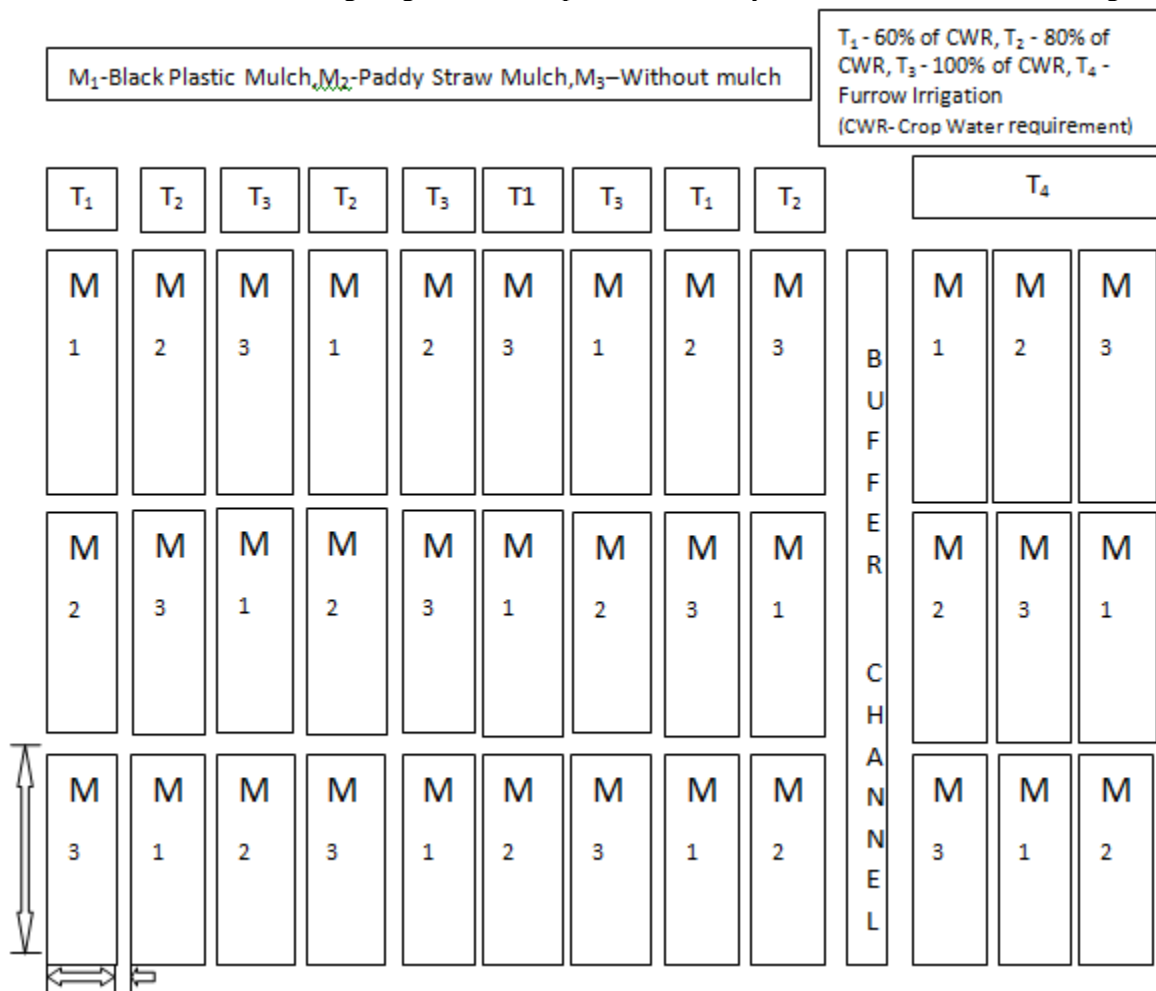 M₁-Black Plastic Mulch,M₂-Paddy Straw Mulch,M₃–Without mulch
T₁ - 60% of CWR, T₂ - 80% of
CWR, T₃ - 100% of CWR, T₄ -
Furrow Irrigation
(CWR- Crop Water requirement)
T₁ T₂ T₃ T₂ T₃ T1 T₃ T₁ T₂ T₄
M M M M M M M M M M M M
1 2 3 1 2 3 1 2 3 1 2 3
M M M M M M M M M M M M
2 3 1 2 3 1 2 3 1 2 3 1
M M M M M M M M M M M M
3 1 2 3 1 2 3 1 2 3 1 2
B
U
F
F
E
R
C
H
A
N
N
E
L